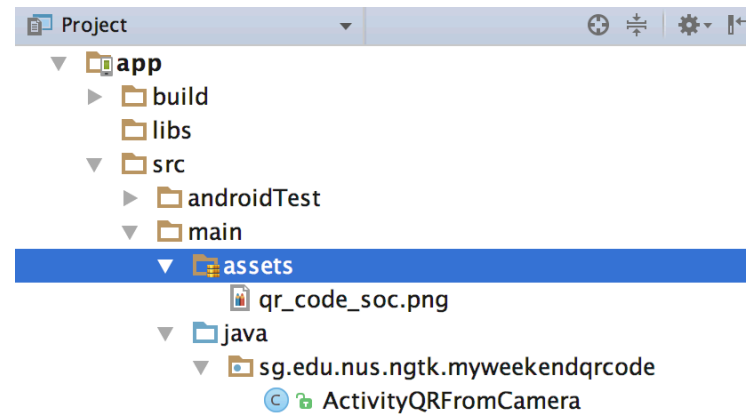 Project
app
build
libs
src
androidTest
main
assets
qr_code_soc.png
java
sg.edu.nus.ngtk.myweekendqrcode
C ActivityQRFromCamera